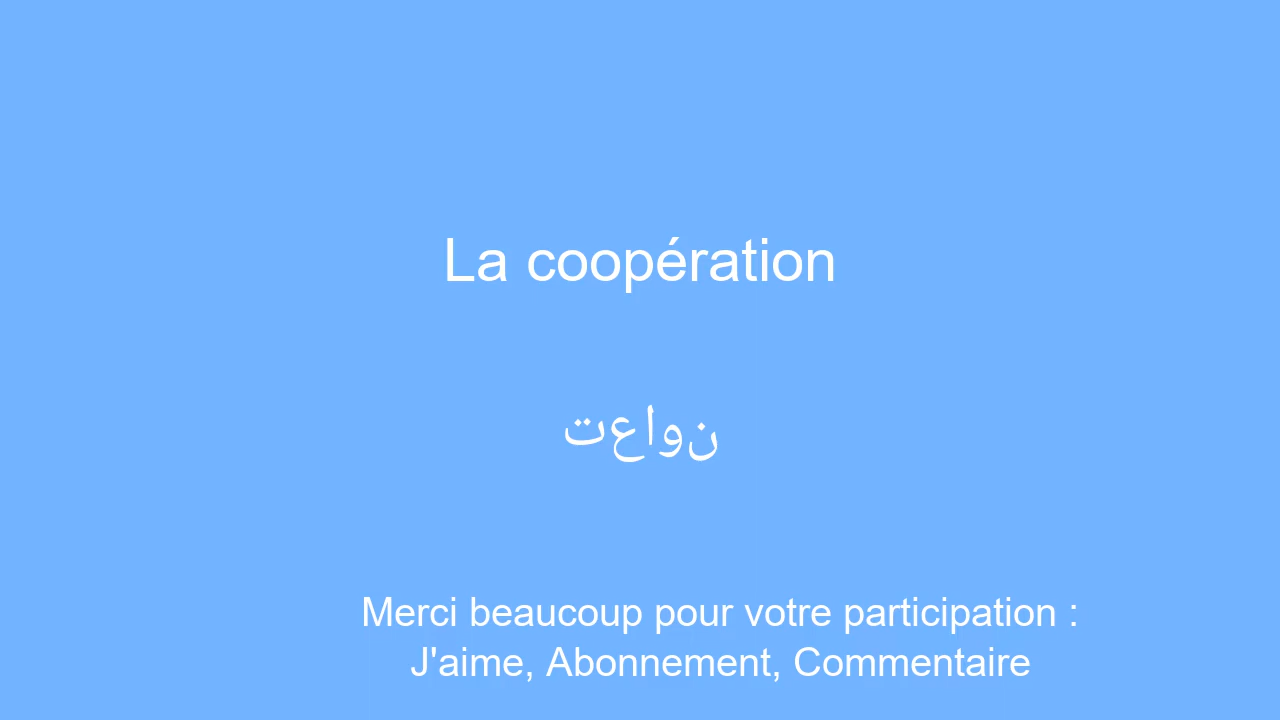 La coopération
تعاون
Merci beaucoup pour votre participation :
J'aime, Abonnement, Commentaire